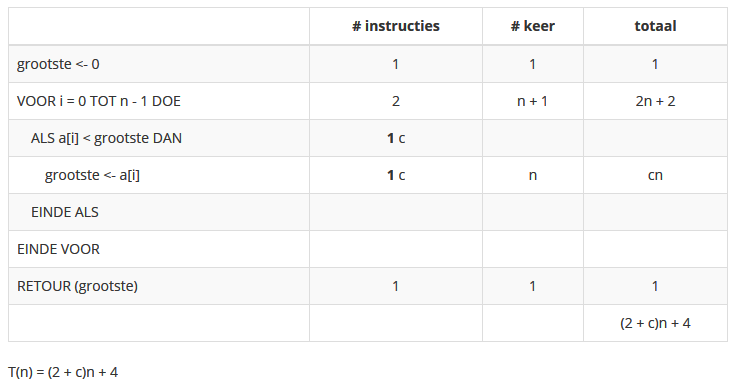 # instructies # keer totaal
grootste <- 0 1 1 1
VOOR i = 0 TOT n - 1 DOE 2 n + 1 2n + 2
ALS a[i] < grootste DAN 1 c
grootste <- a[i] 1 c n cn
EINDE ALS
EINDE VOOR
RETOUR (grootste) 1 1 1
(2 + c)n + 4
T(n) = (2 + c)n + 4